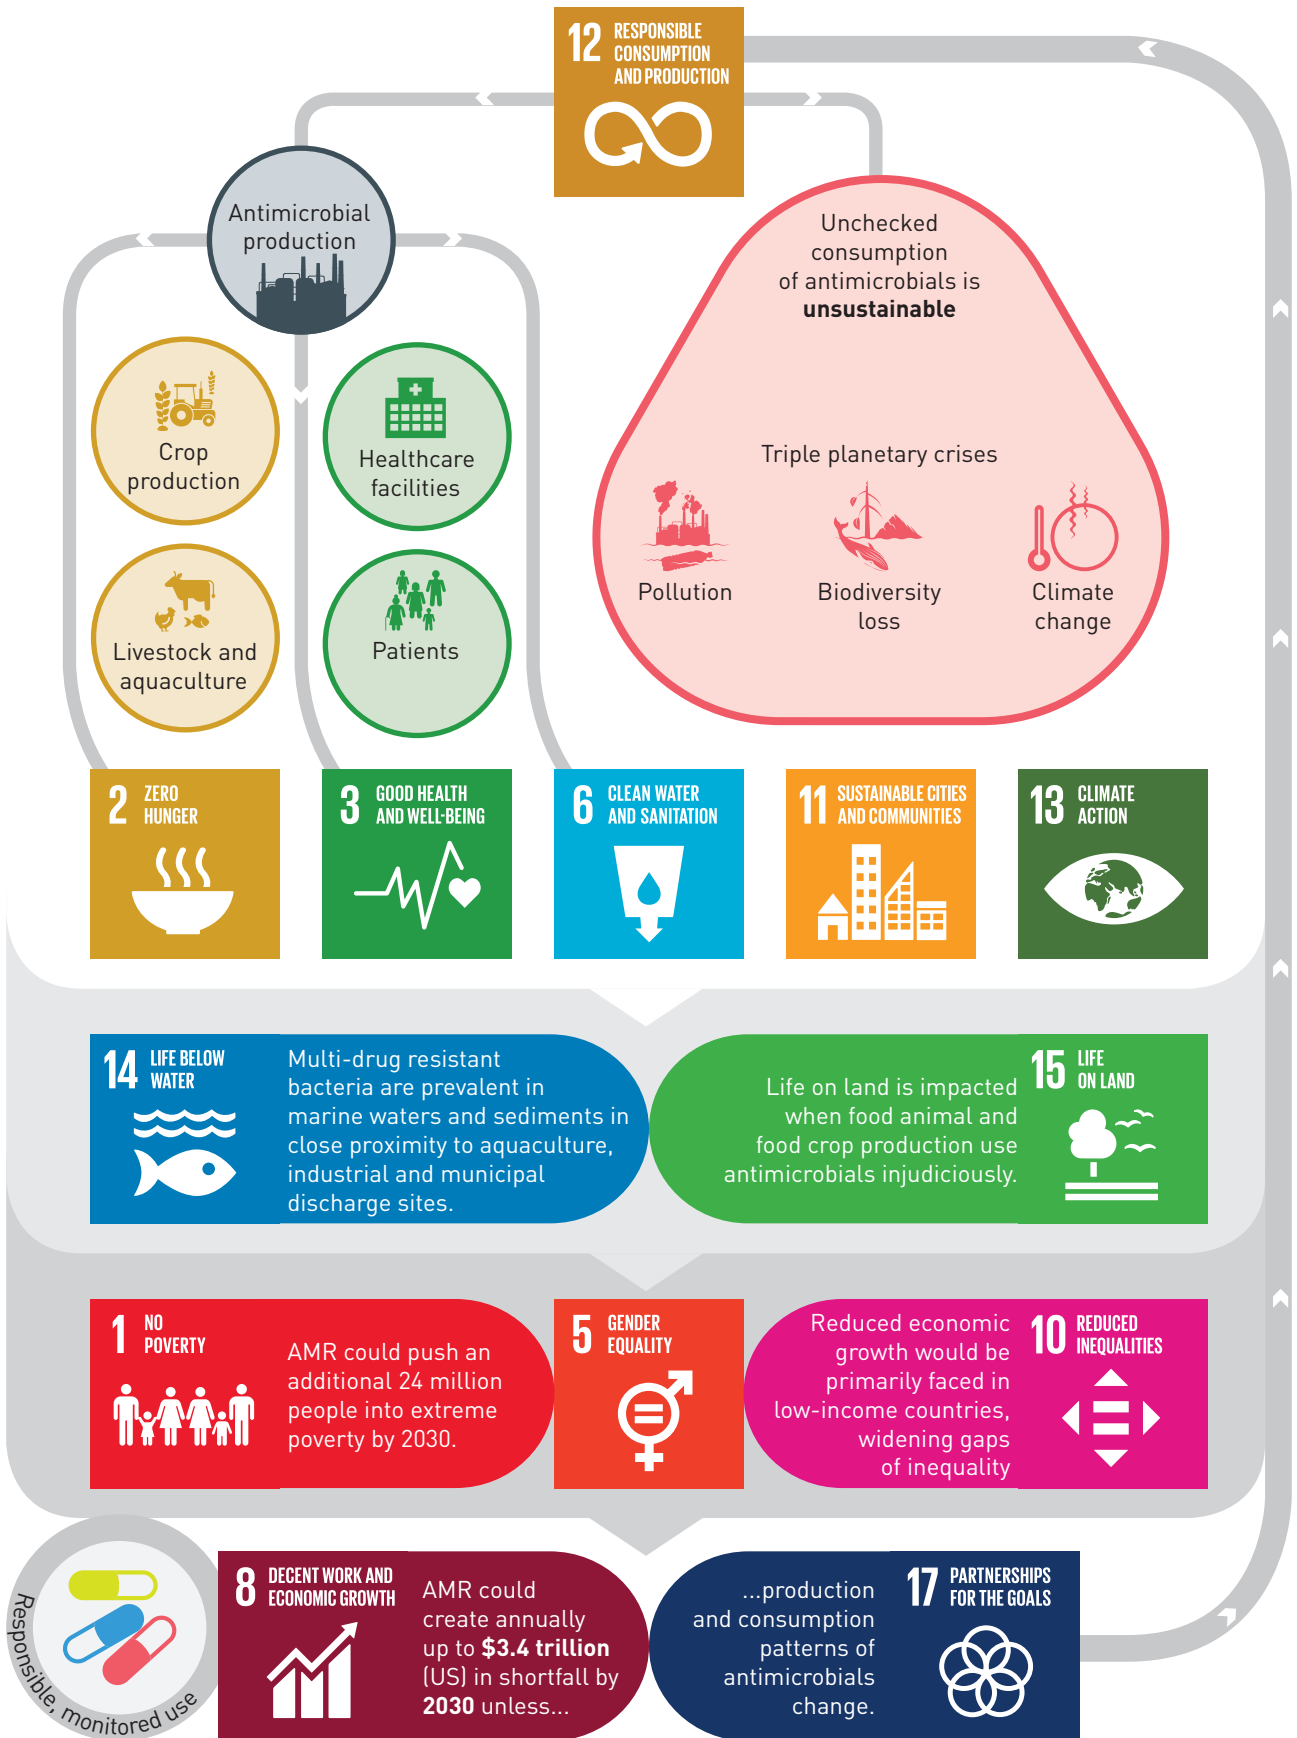 12 RESPONSIBLE
CONSUMPTION
AND PRODUCTION
Antimicrobial
production
Unchecked
consumption
of antimicrobials is
unsustainable
Crop
production
Healthcare
facilities
Livestock and
aquaculture
Patients
Triple planetary crises
Pollution
Biodiversity
loss
Climate
change
2 ZERO
HUNGER
3 GOOD HEALTH
AND WELL-BEING
6 CLEAN WATER
AND SANITATION
11 SUSTAINABLE CITIES
AND COMMUNITIES
13 CLIMATE
ACTION
14 LIFE BELOW
WATER
Multi-drug resistant
bacteria are prevalent in
marine waters and sediments in
close proximity to aquaculture,
industrial and municipal
discharge sites.
Life on land is impacted
when food animal and
food crop production use
antimicrobials injudiciously.
15 LIFE
ON LAND
1 NO
POVERTY
AMR could push an
additional 24 million
people into extreme
poverty by 2030.
5 GENDER
EQUALITY
Reduced economic
growth would be
primarily faced in
low-income countries,
widening gaps
of inequality
10 REDUCED
INEQUALITIES
Responsible, monitored use
8 DECENT WORK AND
ECONOMIC GROWTH
AMR could
create annually
up to $3.4 trillion
(US) in shortfall by
2030 unless...
...production
and consumption
patterns of
antimicrobials
change.
17 PARTNERSHIPS
FOR THE GOALS